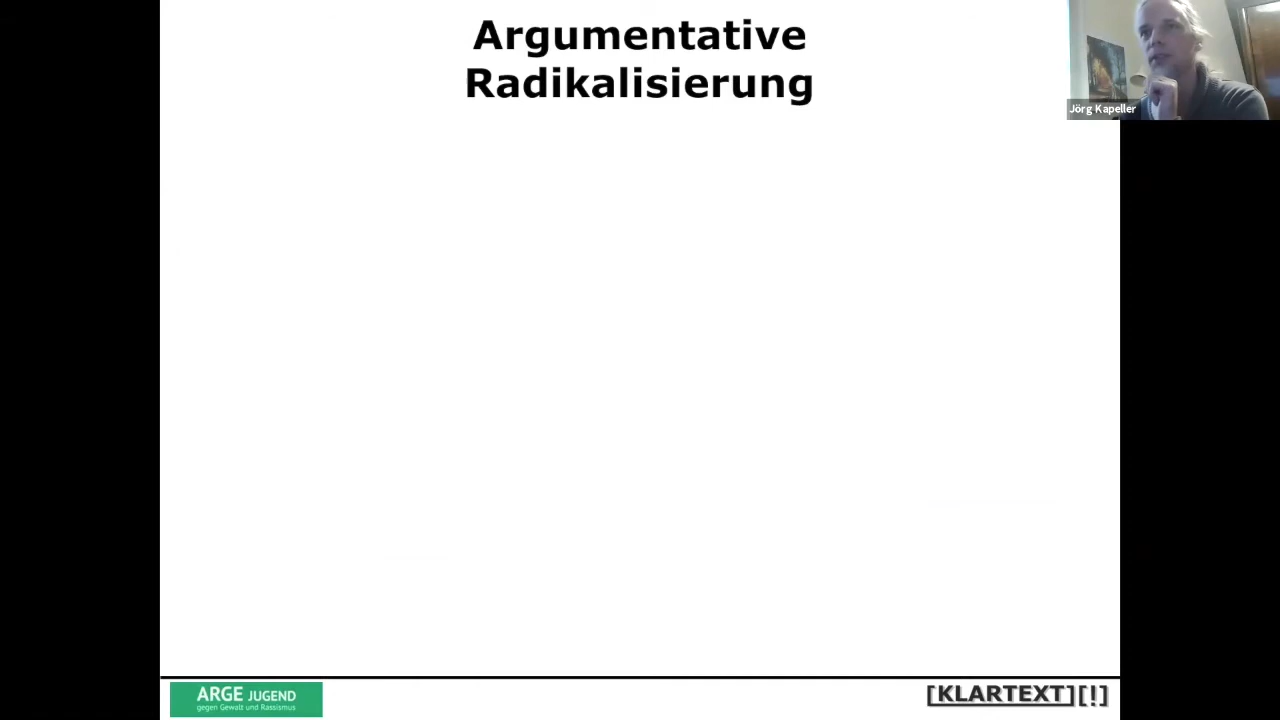 Argumentative
Radikalisierung
Jörg Kapeller
ARGE JUGEND
gegen Gewalt und Rassismus
[KLARTEXT][!]